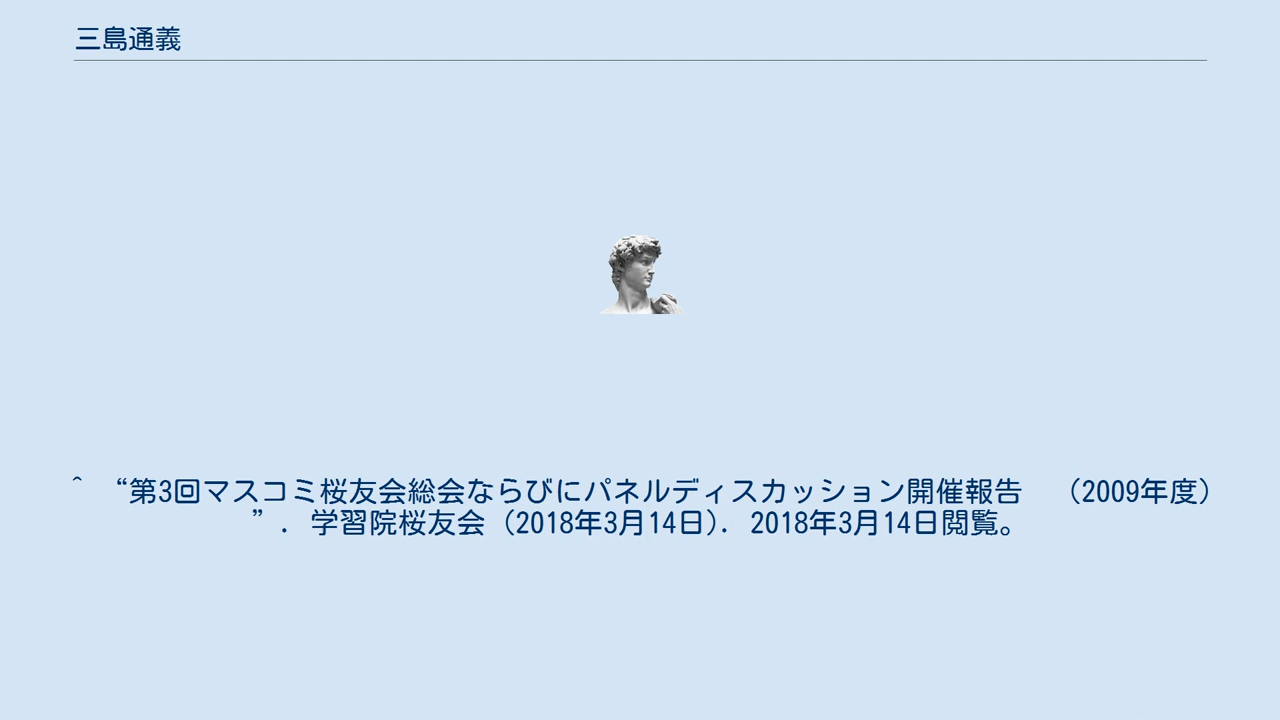 三島通義
^ “第3回マスコミ桜友会総会ならびにパネルディスカッション開催報告　（2009年度）
”. 学習院桜友会 (2018年3月14日). 2018年3月14日閲覧。